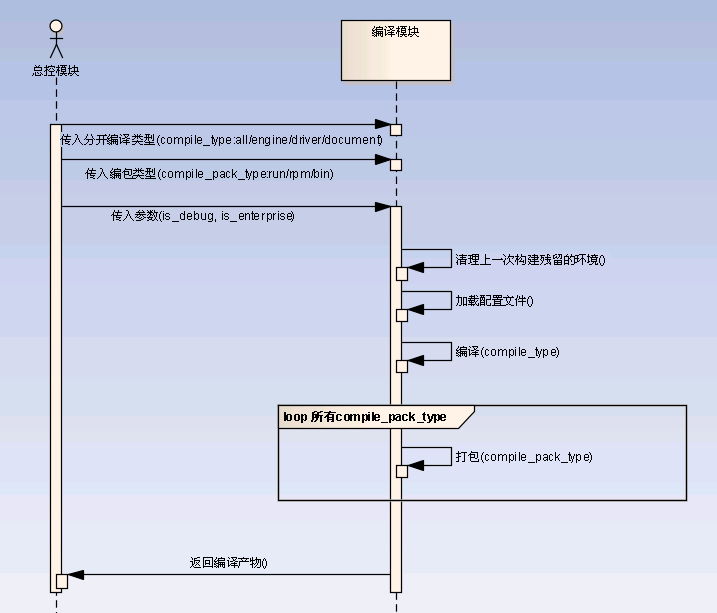 编译模块
总控模块
传入分开编译类型(compile_type:all/engine/driver/document)
传入编包类型(compile_pack_type:run/rpm/bin)
传入参数(is_debug, is_enterprise)
清理上一次构建残留的环境()
加载配置文件()
编译(compile_type)
loop 所有compile_pack_type
打包(compile_pack_type)
返回编译产物()